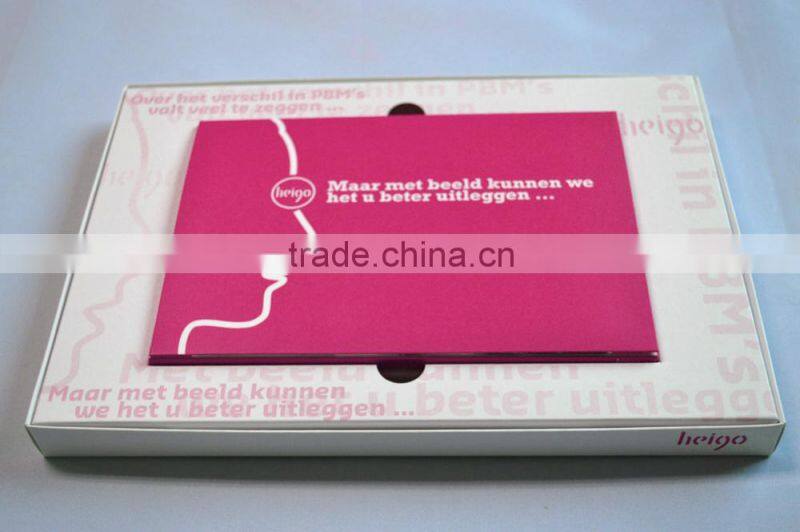 Over het verschil in PBM's
valt veel te zeggen
heigo
heigo
Maar met beeld kunnen we
het u beter uitleggen ...
trade.china.cn
Maar met beeld kunnen
we het u beter uitleggen ...
beter uitlegge
heigo